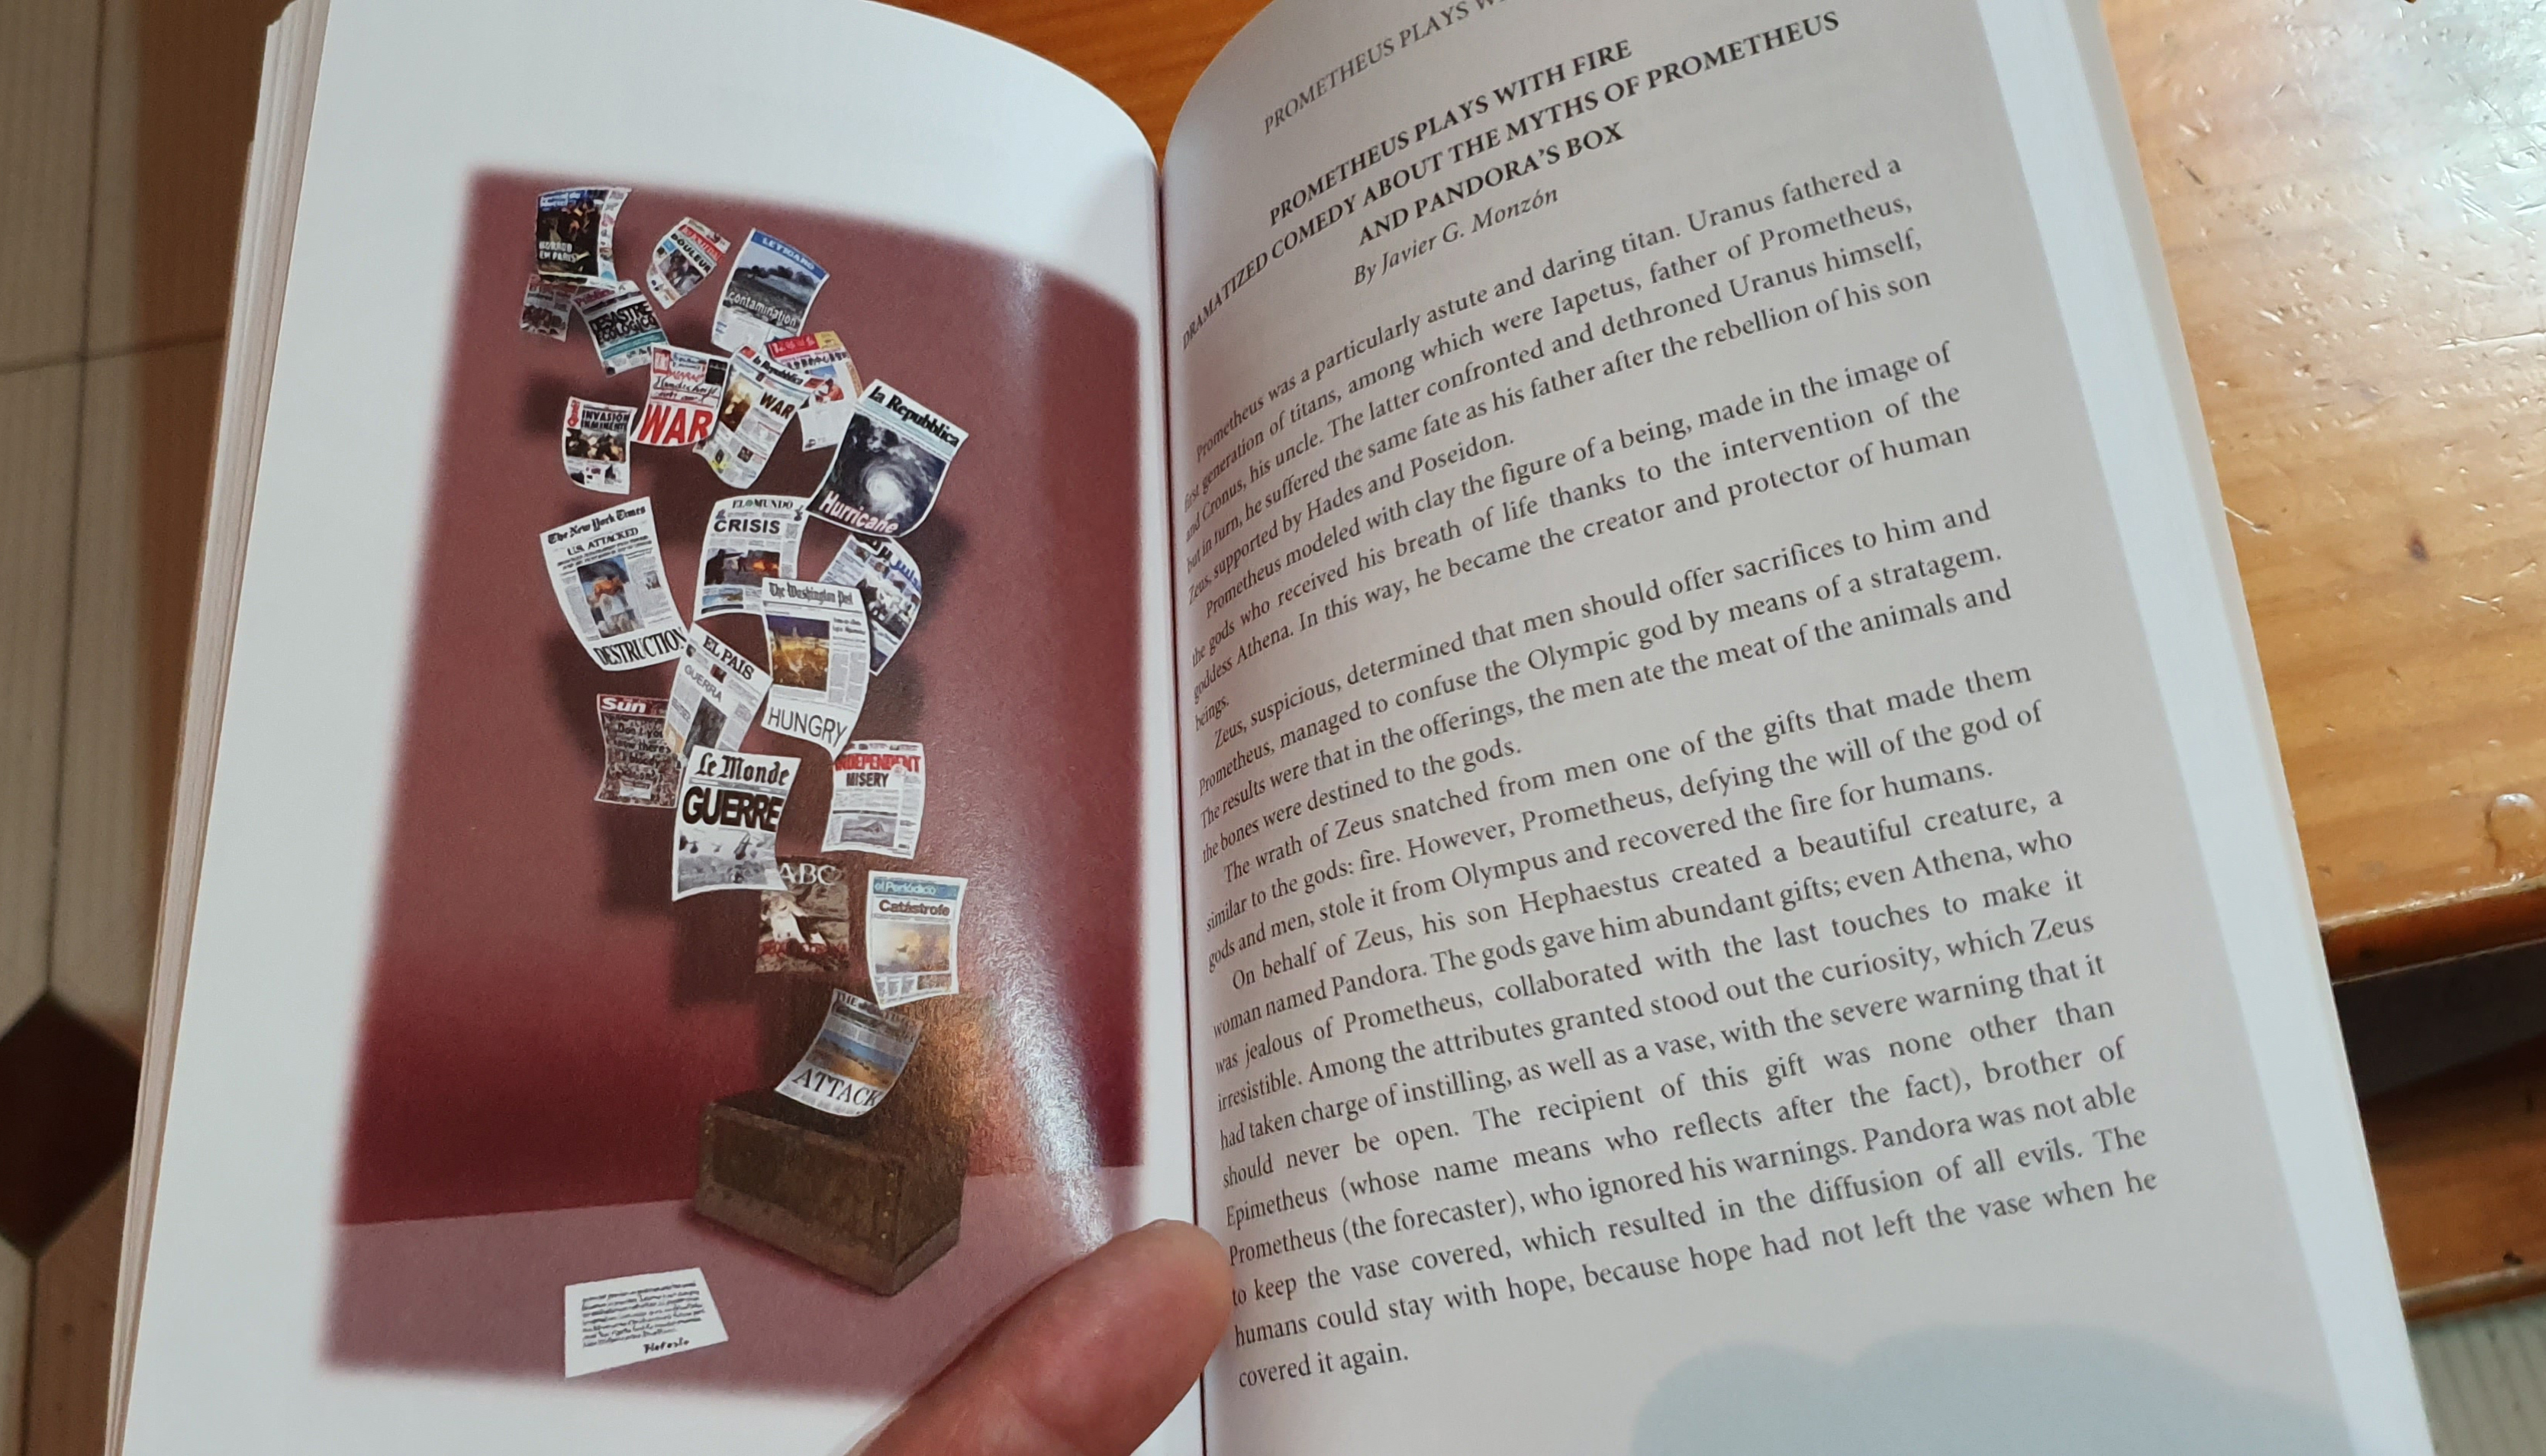 HORROR
EM PARIS
DOULEUR
LE FIGARO
contamination
DESASTRE
ECOLÓGICO
WAR
la Repubblica
WAR
INVASIÓN
INMINENTE
la Repubblica
Hurricane
The New York Times
U.S. ATTACKED
DESTRUCTION
EL MUNDO
CRISIS
The Washington Post
HUNGRY
EL PAIS
GUERRA
Sun
Le Monde
GUERRE
INDEPENDENT
MISERY
ABC
el Periódico
Catástrofe
THE
ATTACK
PROMETHEUS PLAYS
PROMETHEUS PLAYS WITH FIRE
DRAMATIZED COMEDY ABOUT THE MYTHS OF PROMETHEUS
AND PANDORA'S BOX
By Javier G. Monzón
Prometheus was a particularly astute and daring titan. Uranus fathered a
first generation of titans, among which were Iapetus, father of Prometheus,
and Cronus, his uncle. The latter confronted and dethroned Uranus himself,
but in turn, he suffered the same fate as his father after the rebellion of his son
Zeus, supported by Hades and Poseidon.
Prometheus modeled with clay the figure of a being, made in the image of
the gods who received his breath of life thanks to the intervention of the
goddess Athena. In this way, he became the creator and protector of human
beings.
Zeus, suspicious, determined that men should offer sacrifices to him and
Prometheus, managed to confuse the Olympic god by means of a stratagem.
The results were that in the offerings, the men ate the meat of the animals and
the bones were destined to the gods.
The wrath of Zeus snatched from men one of the gifts that made them
similar to the gods: fire. However, Prometheus, defying the will of the god of
gods and men, stole it from Olympus and recovered the fire for humans.
On behalf of Zeus, his son Hephaestus created a beautiful creature, a
woman named Pandora. The gods gave him abundant gifts; even Athena, who
was jealous of Prometheus, collaborated with the last touches to make it
irresistible. Among the attributes granted stood out the curiosity, which Zeus
had taken charge of instilling, as well as a vase, with the severe warning that it
should never be open. The recipient of this gift was none other than
Epimetheus (whose name means who reflects after the fact), brother of
Prometheus (the forecaster), who ignored his warnings. Pandora was not able
to keep the vase covered, which resulted in the diffusion of all evils. The
humans could stay with hope, because hope had not left the vase when he
covered it again.